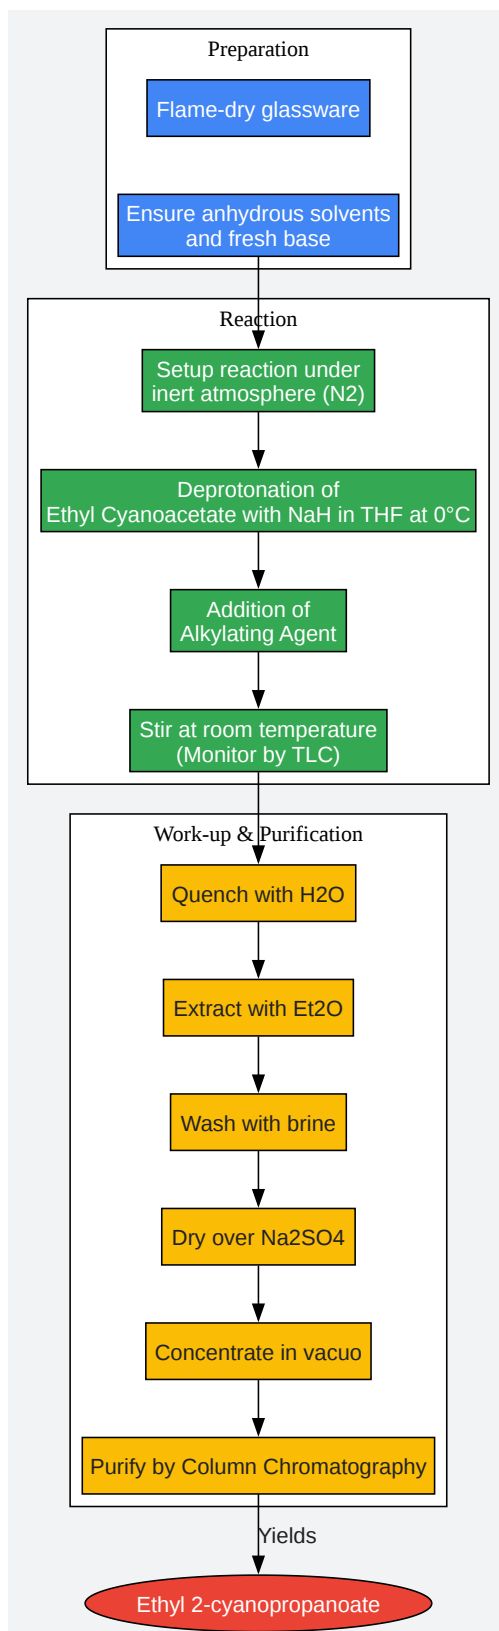 Preparation
Flame-dry glassware
Ensure anhydrous solvents
and fresh base
Reaction
Setup reaction under
inert atmosphere (N2)
Deprotonation of
Ethyl Cyanoacetate with NaH in THF at 0°C
Addition of
Alkylating Agent
Stir at room temperature
(Monitor by TLC)
Work-up & Purification
Quench with H2O
Extract with Et2O
Wash with brine
Dry over Na2SO4
Concentrate in vacuo
Purify by Column Chromatography
Yields
Ethyl 2-cyanopropanoate